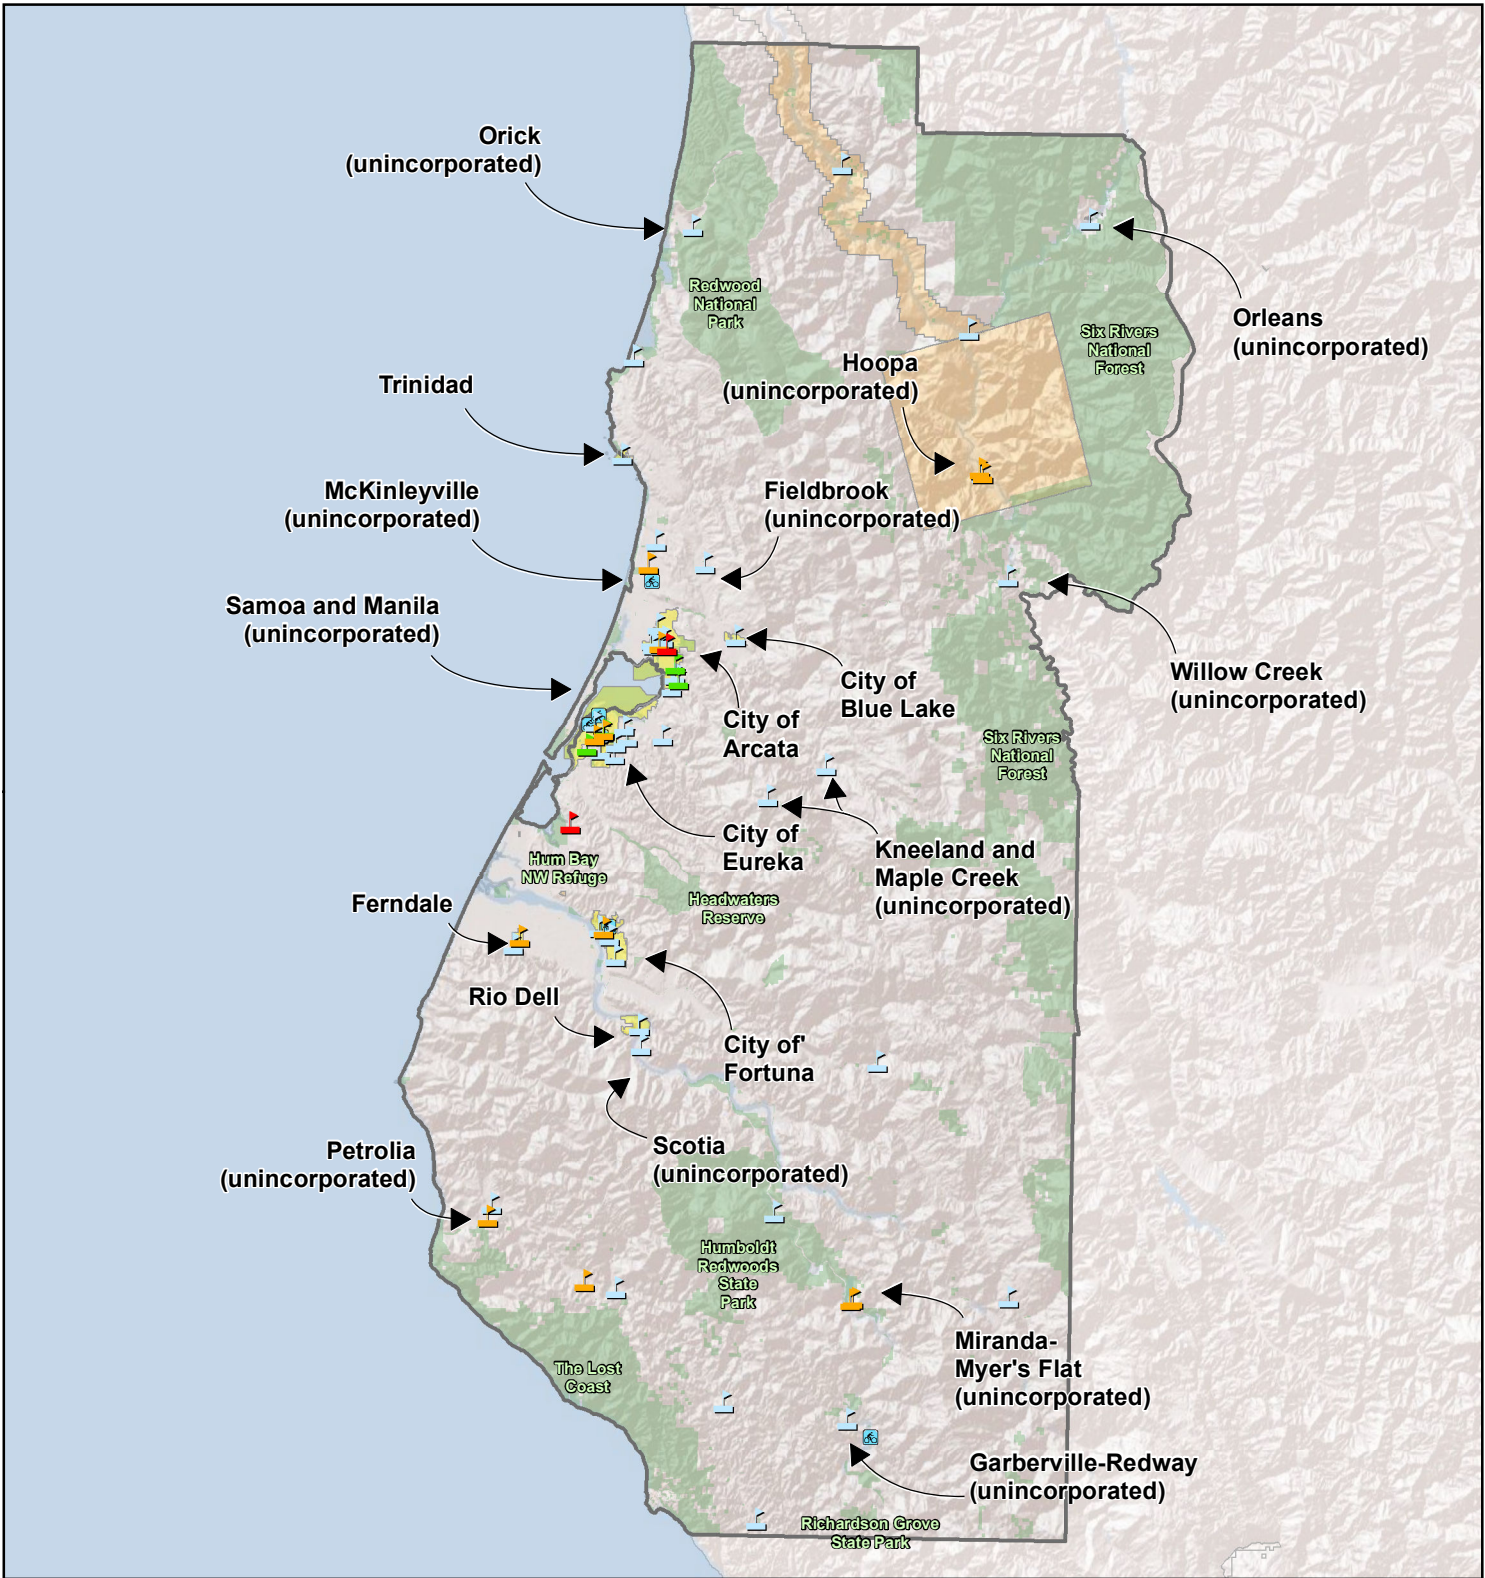 Orick
(unincorporated)
Redwood
National
Park
Six Rivers
National
Forest
Orleans
(unincorporated)
Hoopa
(unincorporated)
Trinidad
McKinleyville
(unincorporated)
Fieldbrook
(unincorporated)
Samoa and Manila
(unincorporated)
City of
Blue Lake
Willow Creek
(unincorporated)
City of
Arcata
Six Rivers
National
Forest
City of
Eureka
Kneeland and
Maple Creek
(unincorporated)
Hum Bay
NW Refuge
Headwaters
Reserve
Ferndale
Rio Dell
City of'
Fortuna
Scotia
(unincorporated)
Petrolia
(unincorporated)
Humboldt
Redwoods
State
Park
Miranda-
Myer's Flat
(unincorporated)
The Lost
Coast
Garberville-Redway
(unincorporated)
Richardson Grove
State Park